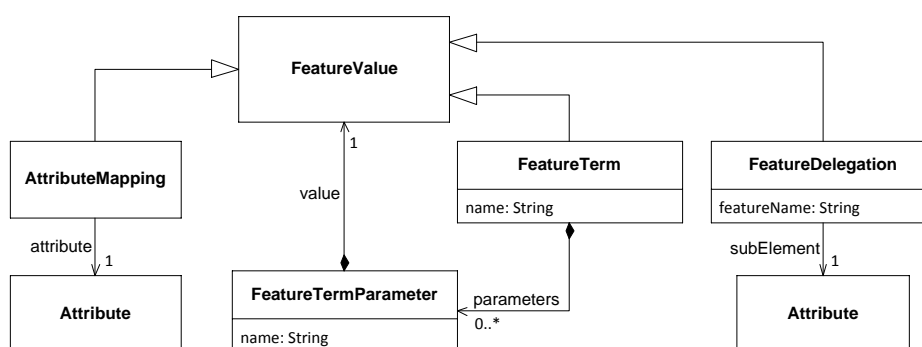 FeatureValue
1
AttributeMapping
FeatureTerm
name: String
FeatureDelegation
featureName: String
value
attribute
1
subElement
1
Attribute
FeatureTermParameter
name: String
parameters
0..*
Attribute